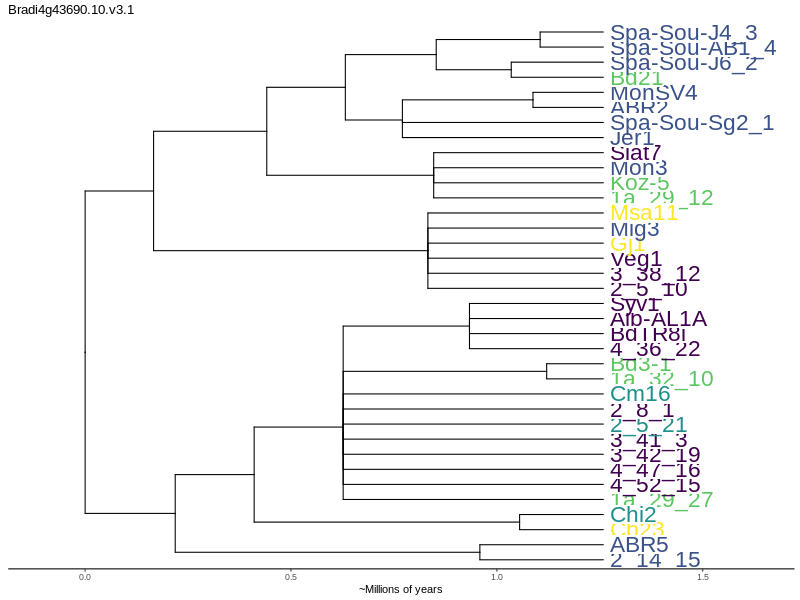 Bradi4g43690.10.v3.1
Spa-Sou-J4_3
Spa-Sou-AB1_4
Spa-Sou-J6_2
Bd21
MonSV4
ABR2
Spa-Sou-Sg2_1
Jer1
Siat7
Mon3
Koz-5
Ta_29_12
Msa11
Mig3
Gj1
Veg1
3_38_12
2_5_10
Syv1
Alb-AL1A
BdTR8i
4_36_22
Bd3-1
Ta_32_10
Cm16
2_8_1
2_5_21
3_41_3
3_42_19
4_47_16
4_52_15
Ta_29_27
Chi2
Cb23
ABR5
2_14_15
0.0 0.5 1.0 1.5
~Millions of years